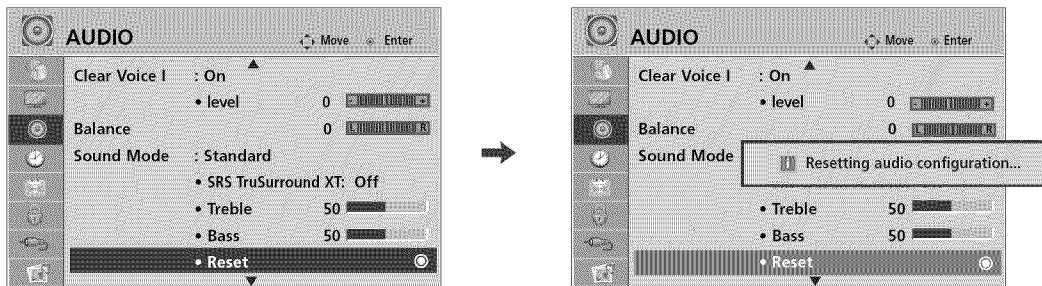 AUDIO
Move Enter
Clear Voice I : On
• level 0 - +
Balance 0 L R
Sound Mode : Standard
• SRS TruSurround XT: Off
• Treble 50
• Bass 50
• Reset
AUDIO
Move Enter
Clear Voice I : On
• level 0 - +
Balance 0 L R
Sound Mode
Resetting audio configuration...
• Treble 50
• Bass 50
• Reset